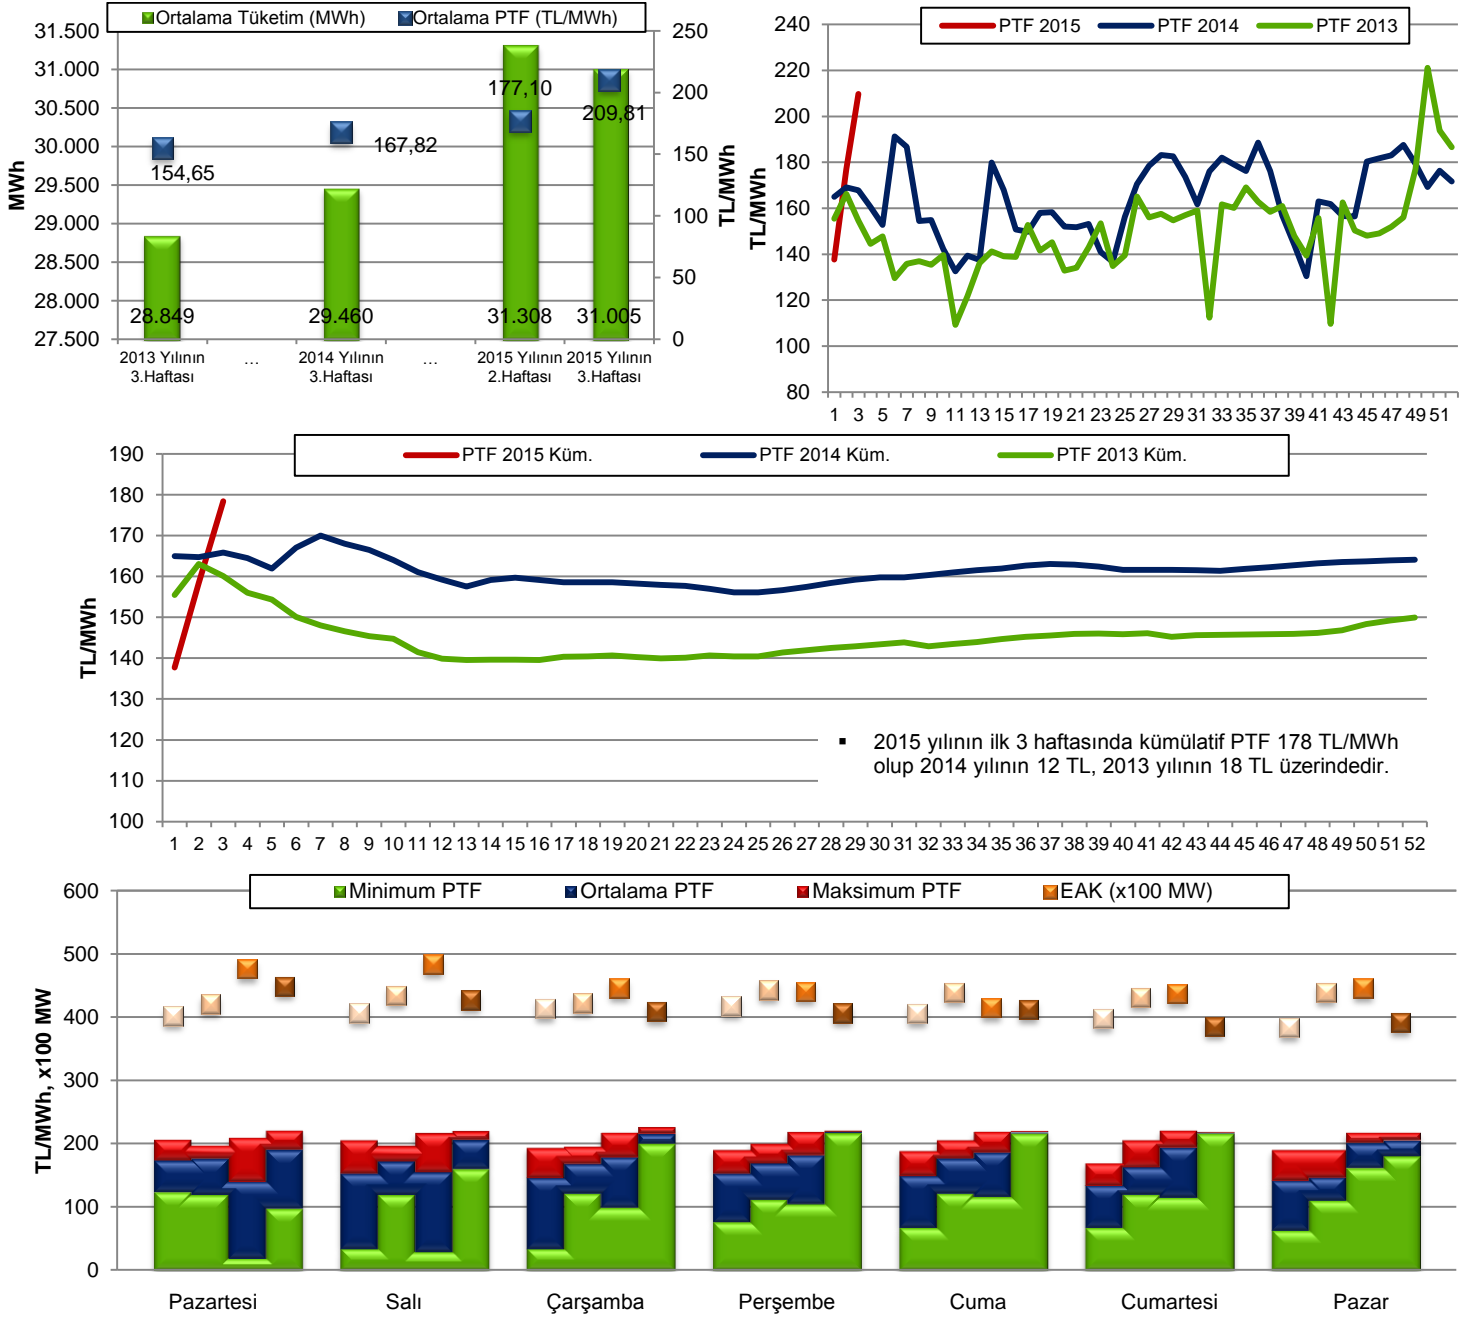 Ortalama Tüketim (MWh) Ortalama PTF (TL/MWh)
31.500
31.000
30.500
30.000
29.500
29.000
28.500
28.000
27.500
MWh
250
200
150
100
50
0
TL/MWh
154,65
167,82
177,10
209,81
28.849
29.460
31.308
31.005
2013 Yılının
3.Haftası
...
2014 Yılının
3.Haftası
...
2015 Yılının
2.Haftası
2015 Yılının
3.Haftası
PTF 2015 PTF 2014 PTF 2013
240
220
200
180
160
140
120
100
80
TL/MWh
1 3 5 7 9 11 13 15 17 19 21 23 25 27 29 31 33 35 37 39 41 43 45 47 49 51
PTF 2015 Küm. PTF 2014 Küm. PTF 2013 Küm.
190
180
170
160
150
140
130
120
110
100
TL/MWh
▪ 2015 yılının ilk 3 haftasında kümülatif PTF 178 TL/MWh
olup 2014 yılının 12 TL, 2013 yılının 18 TL üzerindedir.
1 2 3 4 5 6 7 8 9 10 11 12 13 14 15 16 17 18 19 20 21 22 23 24 25 26 27 28 29 30 31 32 33 34 35 36 37 38 39 40 41 42 43 44 45 46 47 48 49 50 51 52
Minimum PTF Ortalama PTF Maksimum PTF EAK (x100 MW)
600
500
400
300
200
100
0
TL/MWh, x100 MW
Pazartesi Salı Çarşamba Perşembe Cuma Cumartesi Pazar